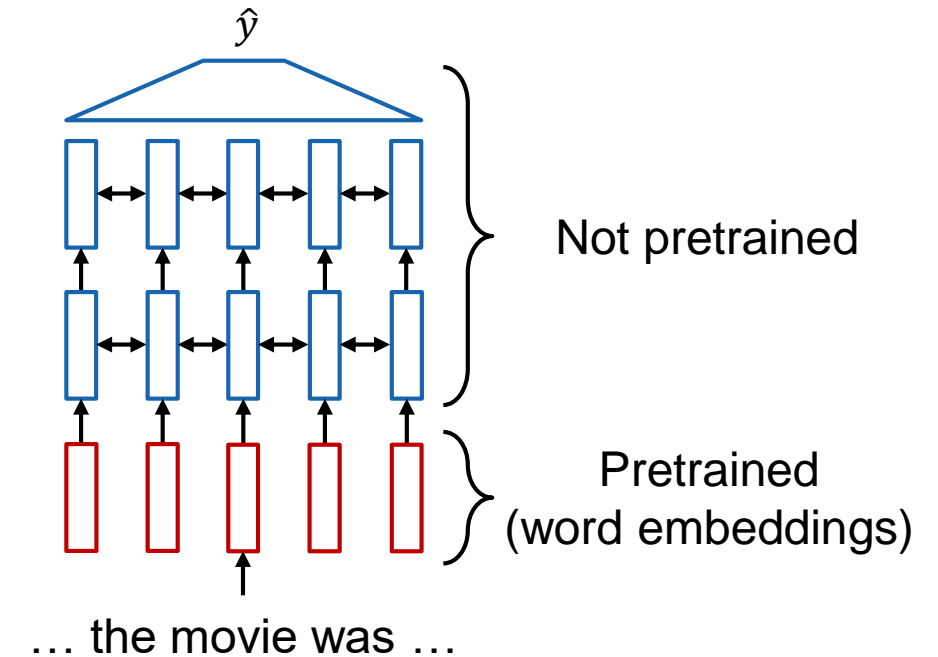 ŷ
Not pretrained
Pretrained
(word embeddings)
… the movie was …